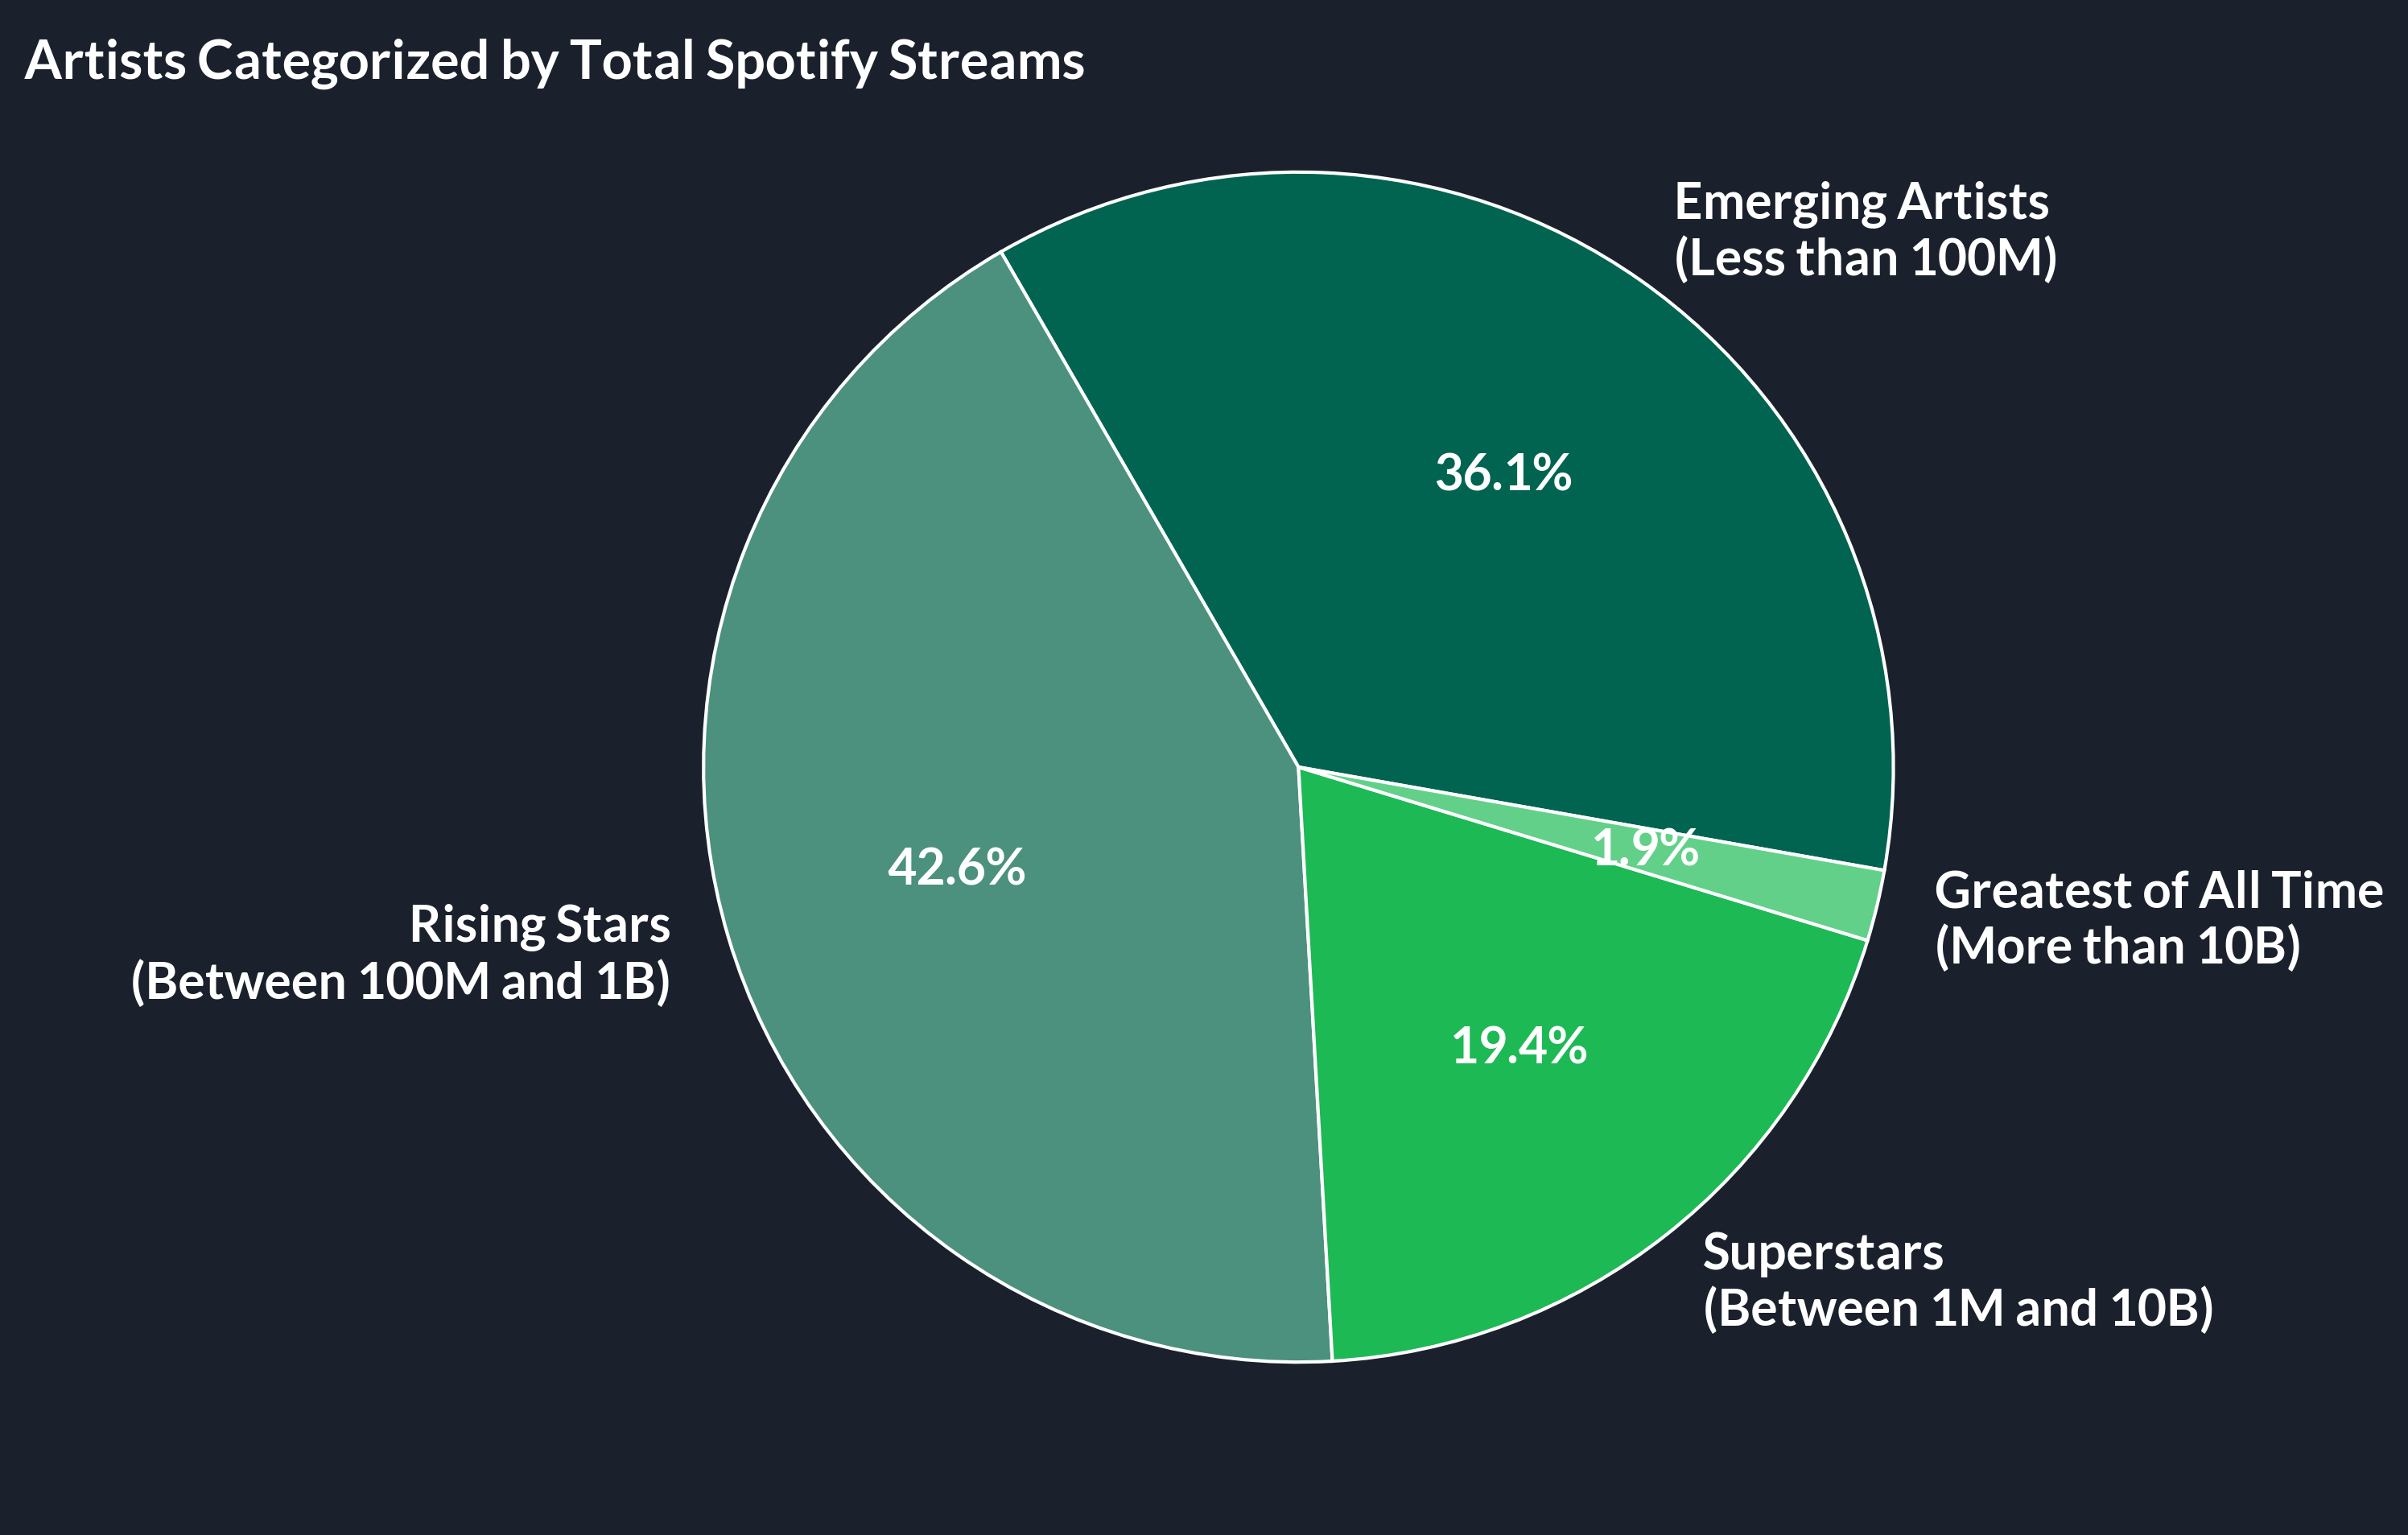 Artists Categorized by Total Spotify Streams
Emerging Artists
(Less than 100M)
36.1%
1.9%
42.6%
Greatest of All Time
(More than 10B)
Rising Stars
(Between 100M and 1B)
19.4%
Superstars
(Between 1M and 10B)